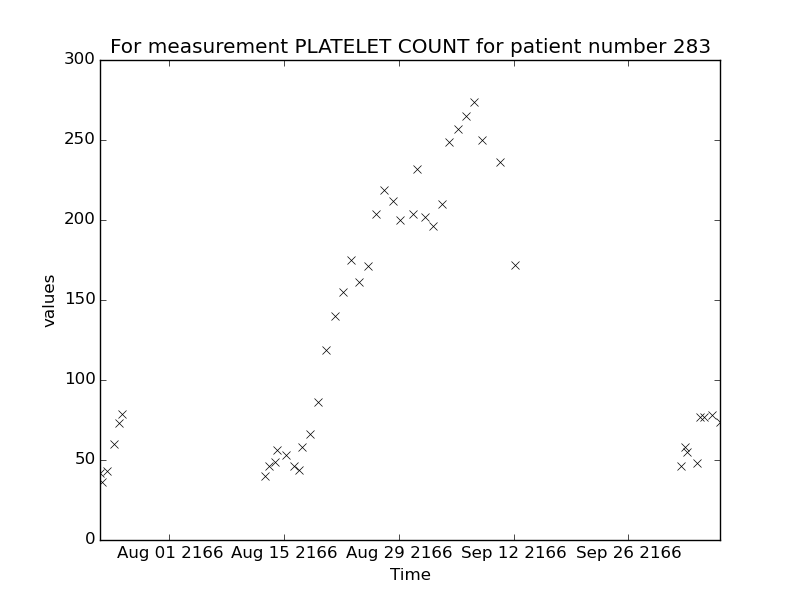 For measurement PLATELET COUNT for patient number 283
300
250
200
150
100
50
0
values
Aug 01 2166 Aug 15 2166 Aug 29 2166 Sep 12 2166 Sep 26 2166
Time